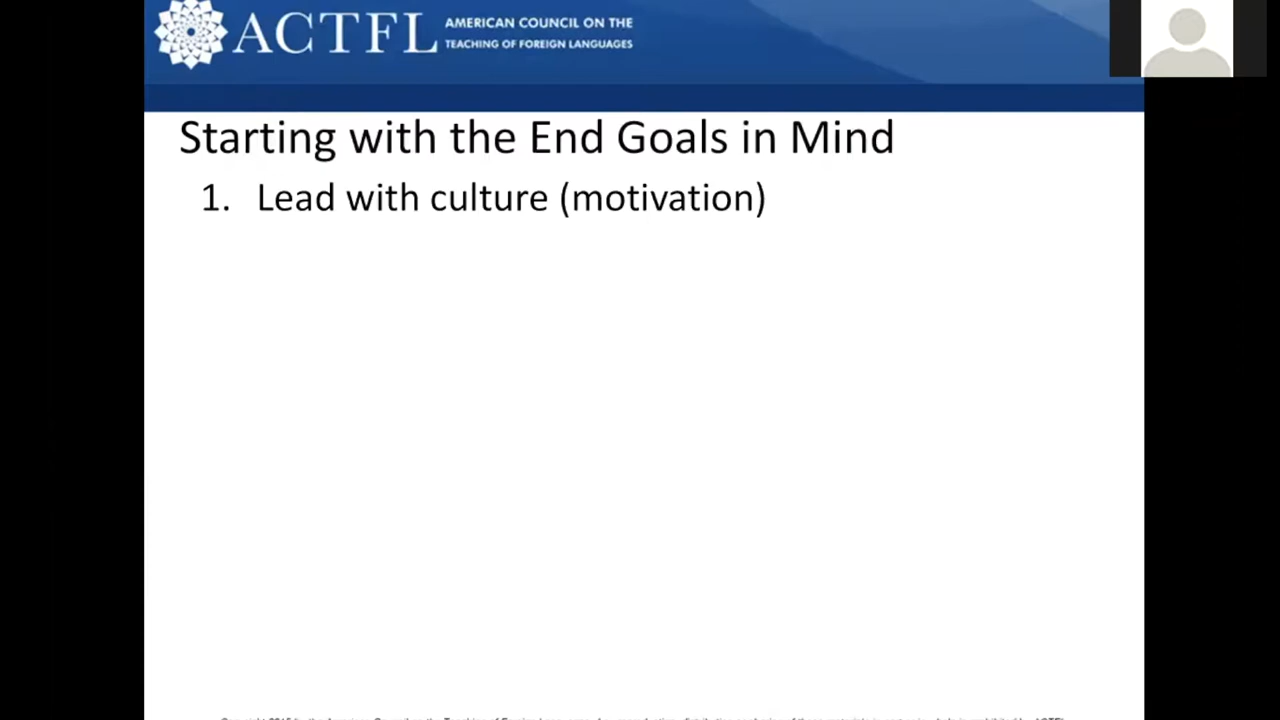 ACTFL
AMERICAN COUNCIL ON THE
TEACHING OF FOREIGN LANGUAGES
Starting with the End Goals in Mind
1. Lead with culture (motivation)